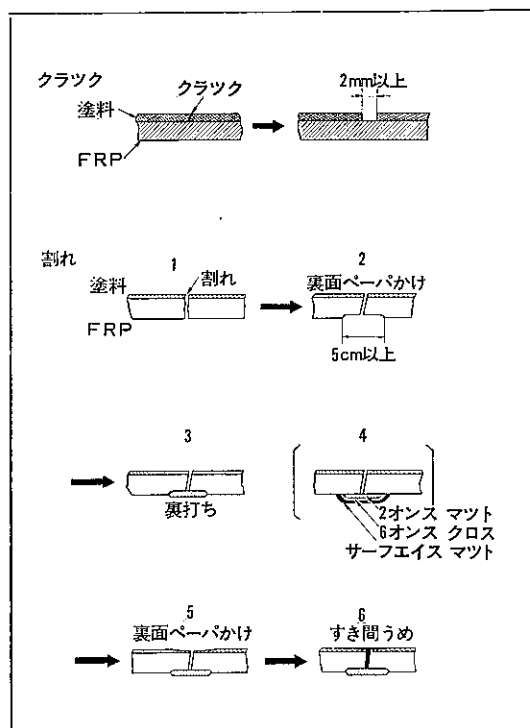 クラツク
クラツク
塗料
FRP
2mm以上
割れ
1
割れ
塗料
FRP
2
裏面ペーパかけ
5cm以上
3
裏打ち
4
2オンス マツト
6オンス クロス
サーフエイス マツト
5
裏面ペーパかけ
6
すき間うめ